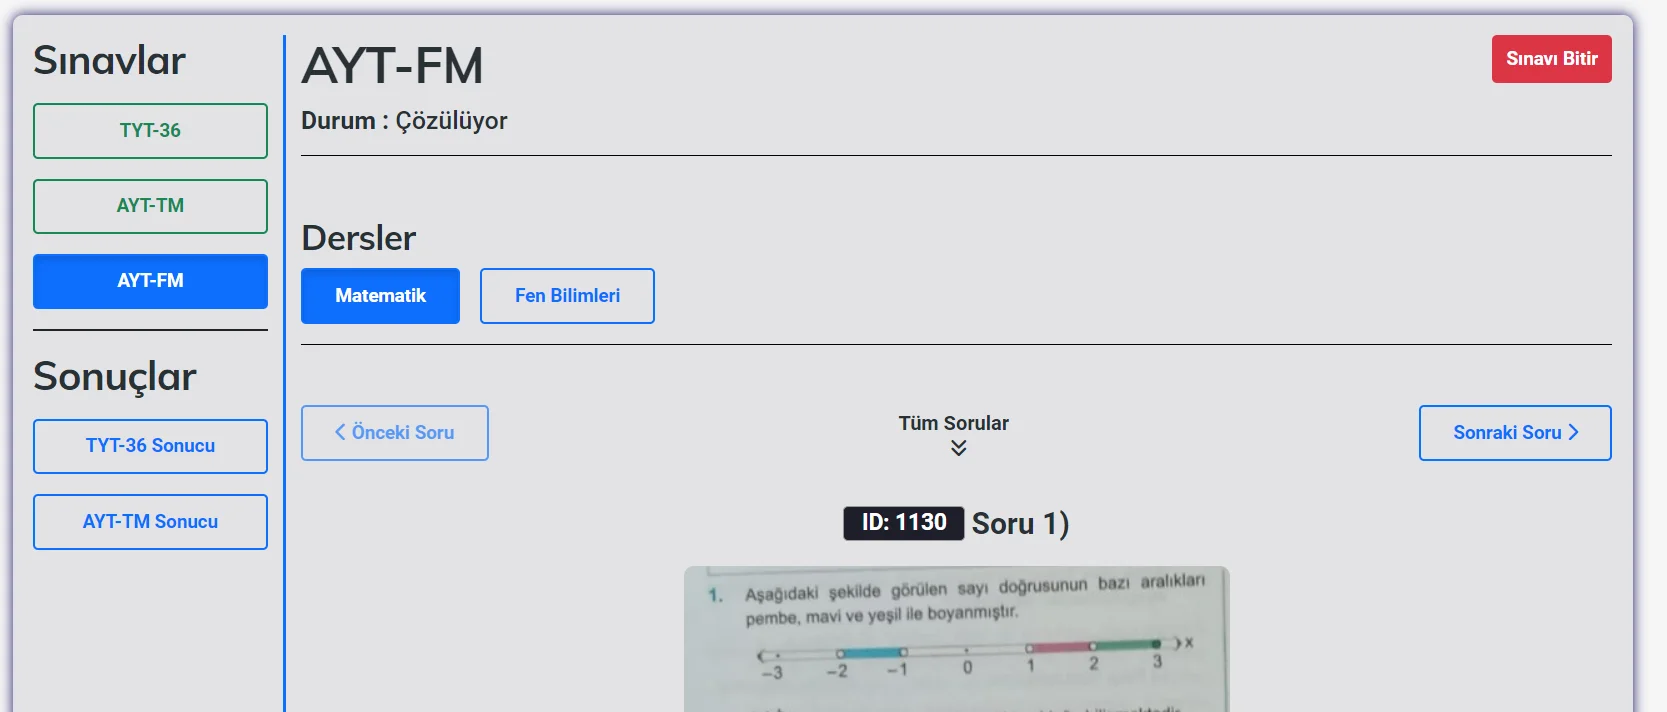 Sınavlar
TYT-36
AYT-TM
AYT-FM
Sonuçlar
TYT-36 Sonucu
AYT-TM Sonucu
AYT-FM
Sınavı Bitir
Durum : Çözülüyor
Dersler
Matematik
Fen Bilimleri
Önceki Soru
Tüm Sorular
Sonraki Soru
ID: 1130 Soru 1)
1. Aşağıdaki şekilde görülen sayı doğrusunun bazı aralıkları
pembe, mavi ve yeşil ile boyanmıştır.
x
-3 -2 -1 0 1 2 3